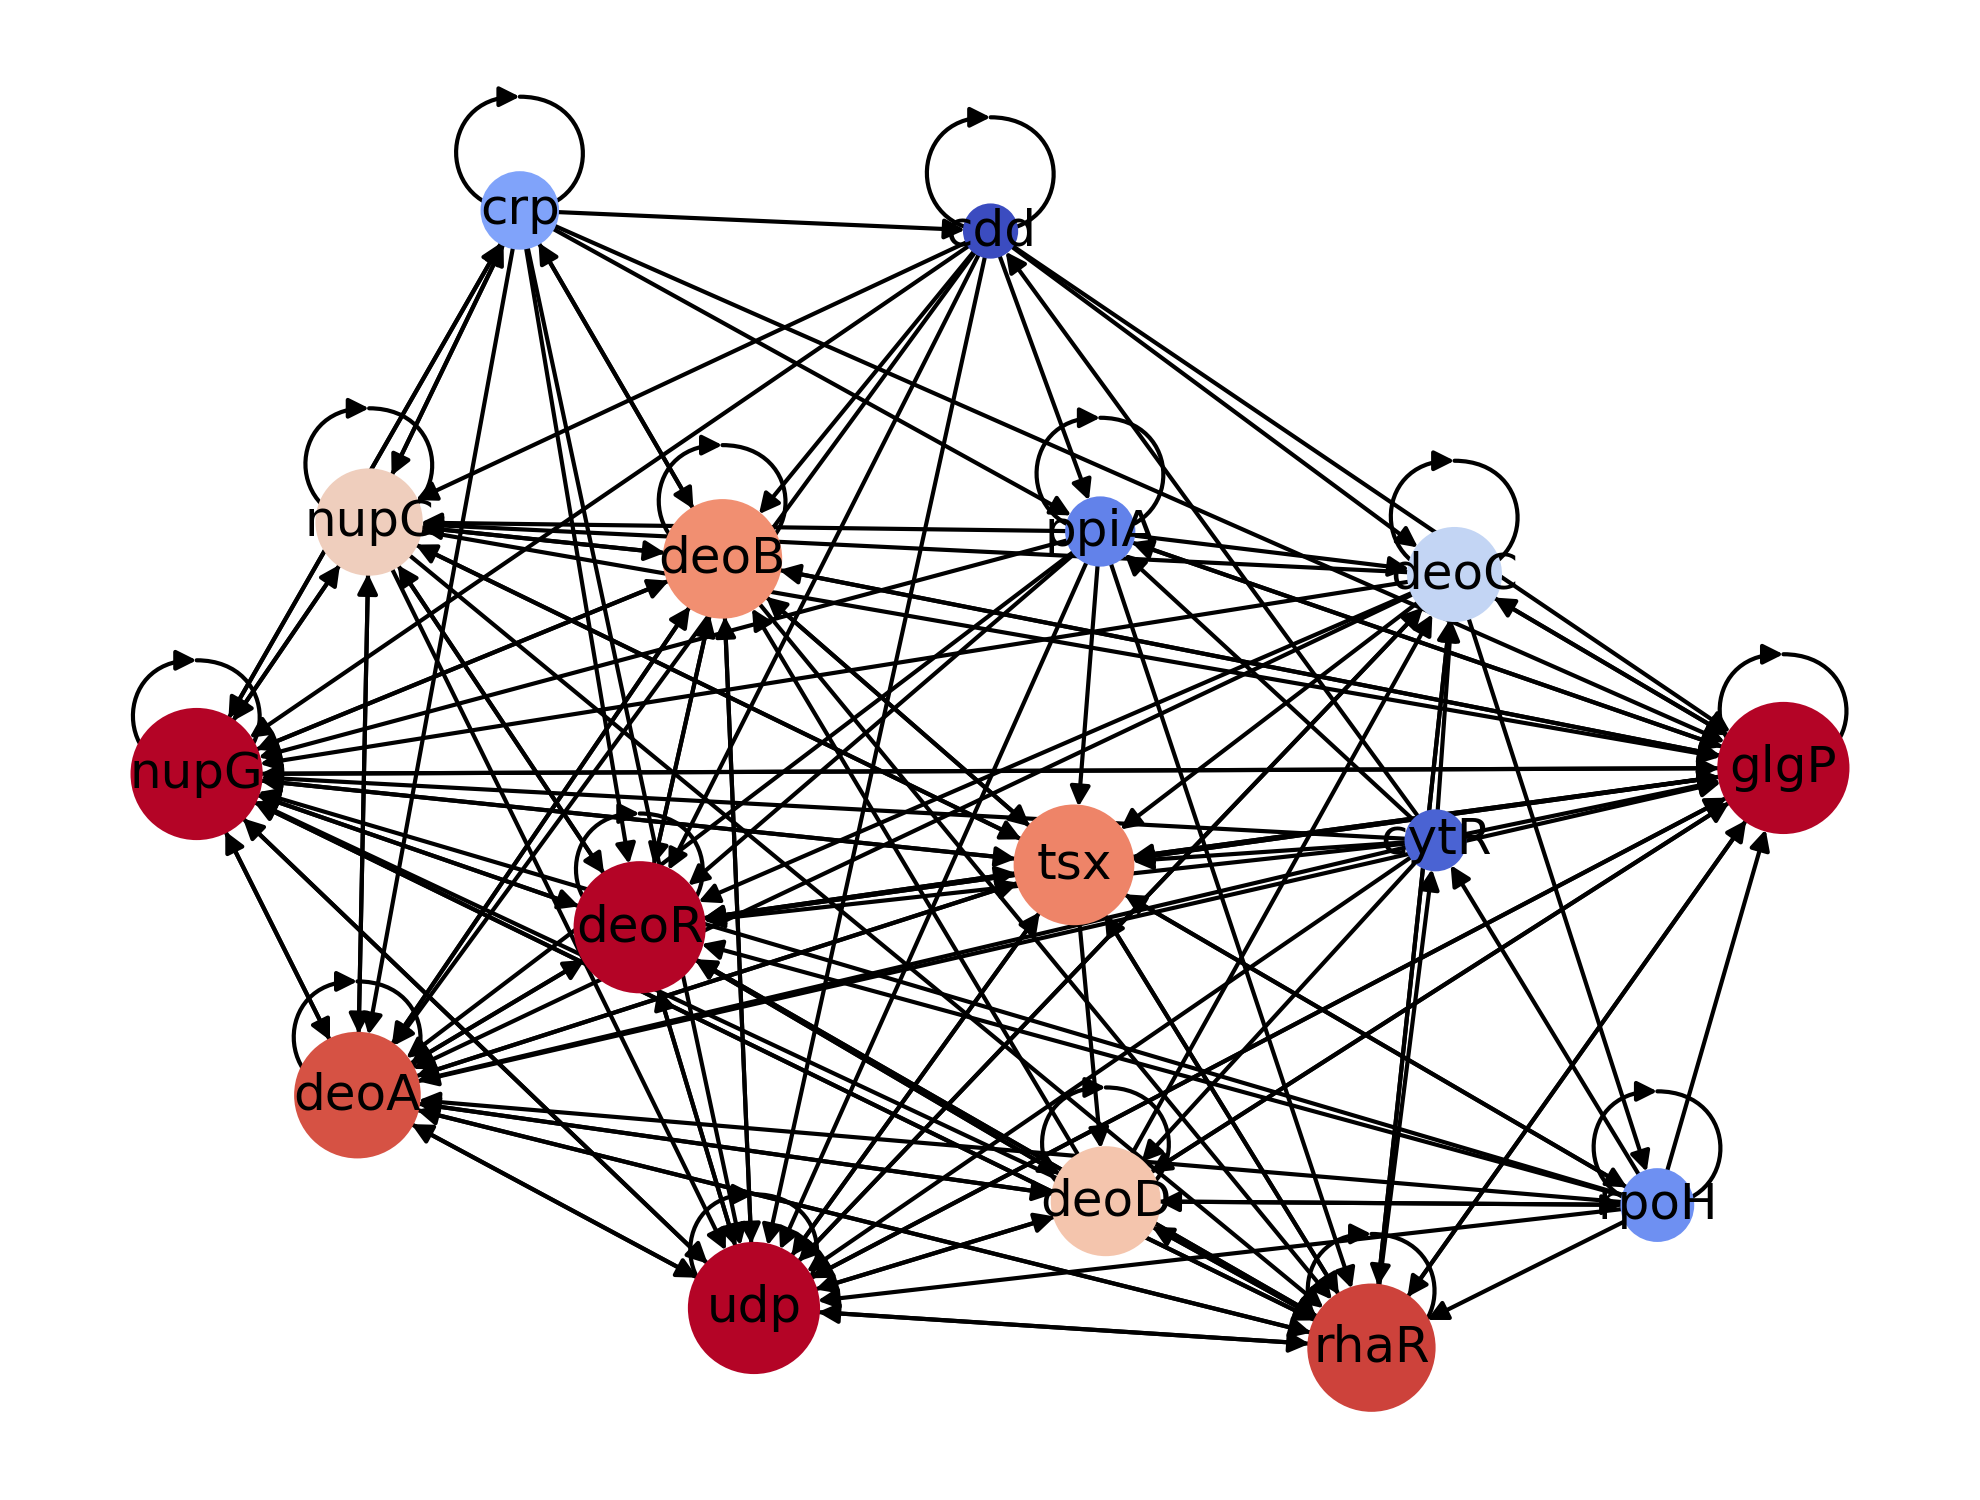 crp
cdd
nupC
deoB
ppiA
deoC
nupG
glgP
tsx
cytR
deoR
deoA
deoD
rpoH
udp
rhaR